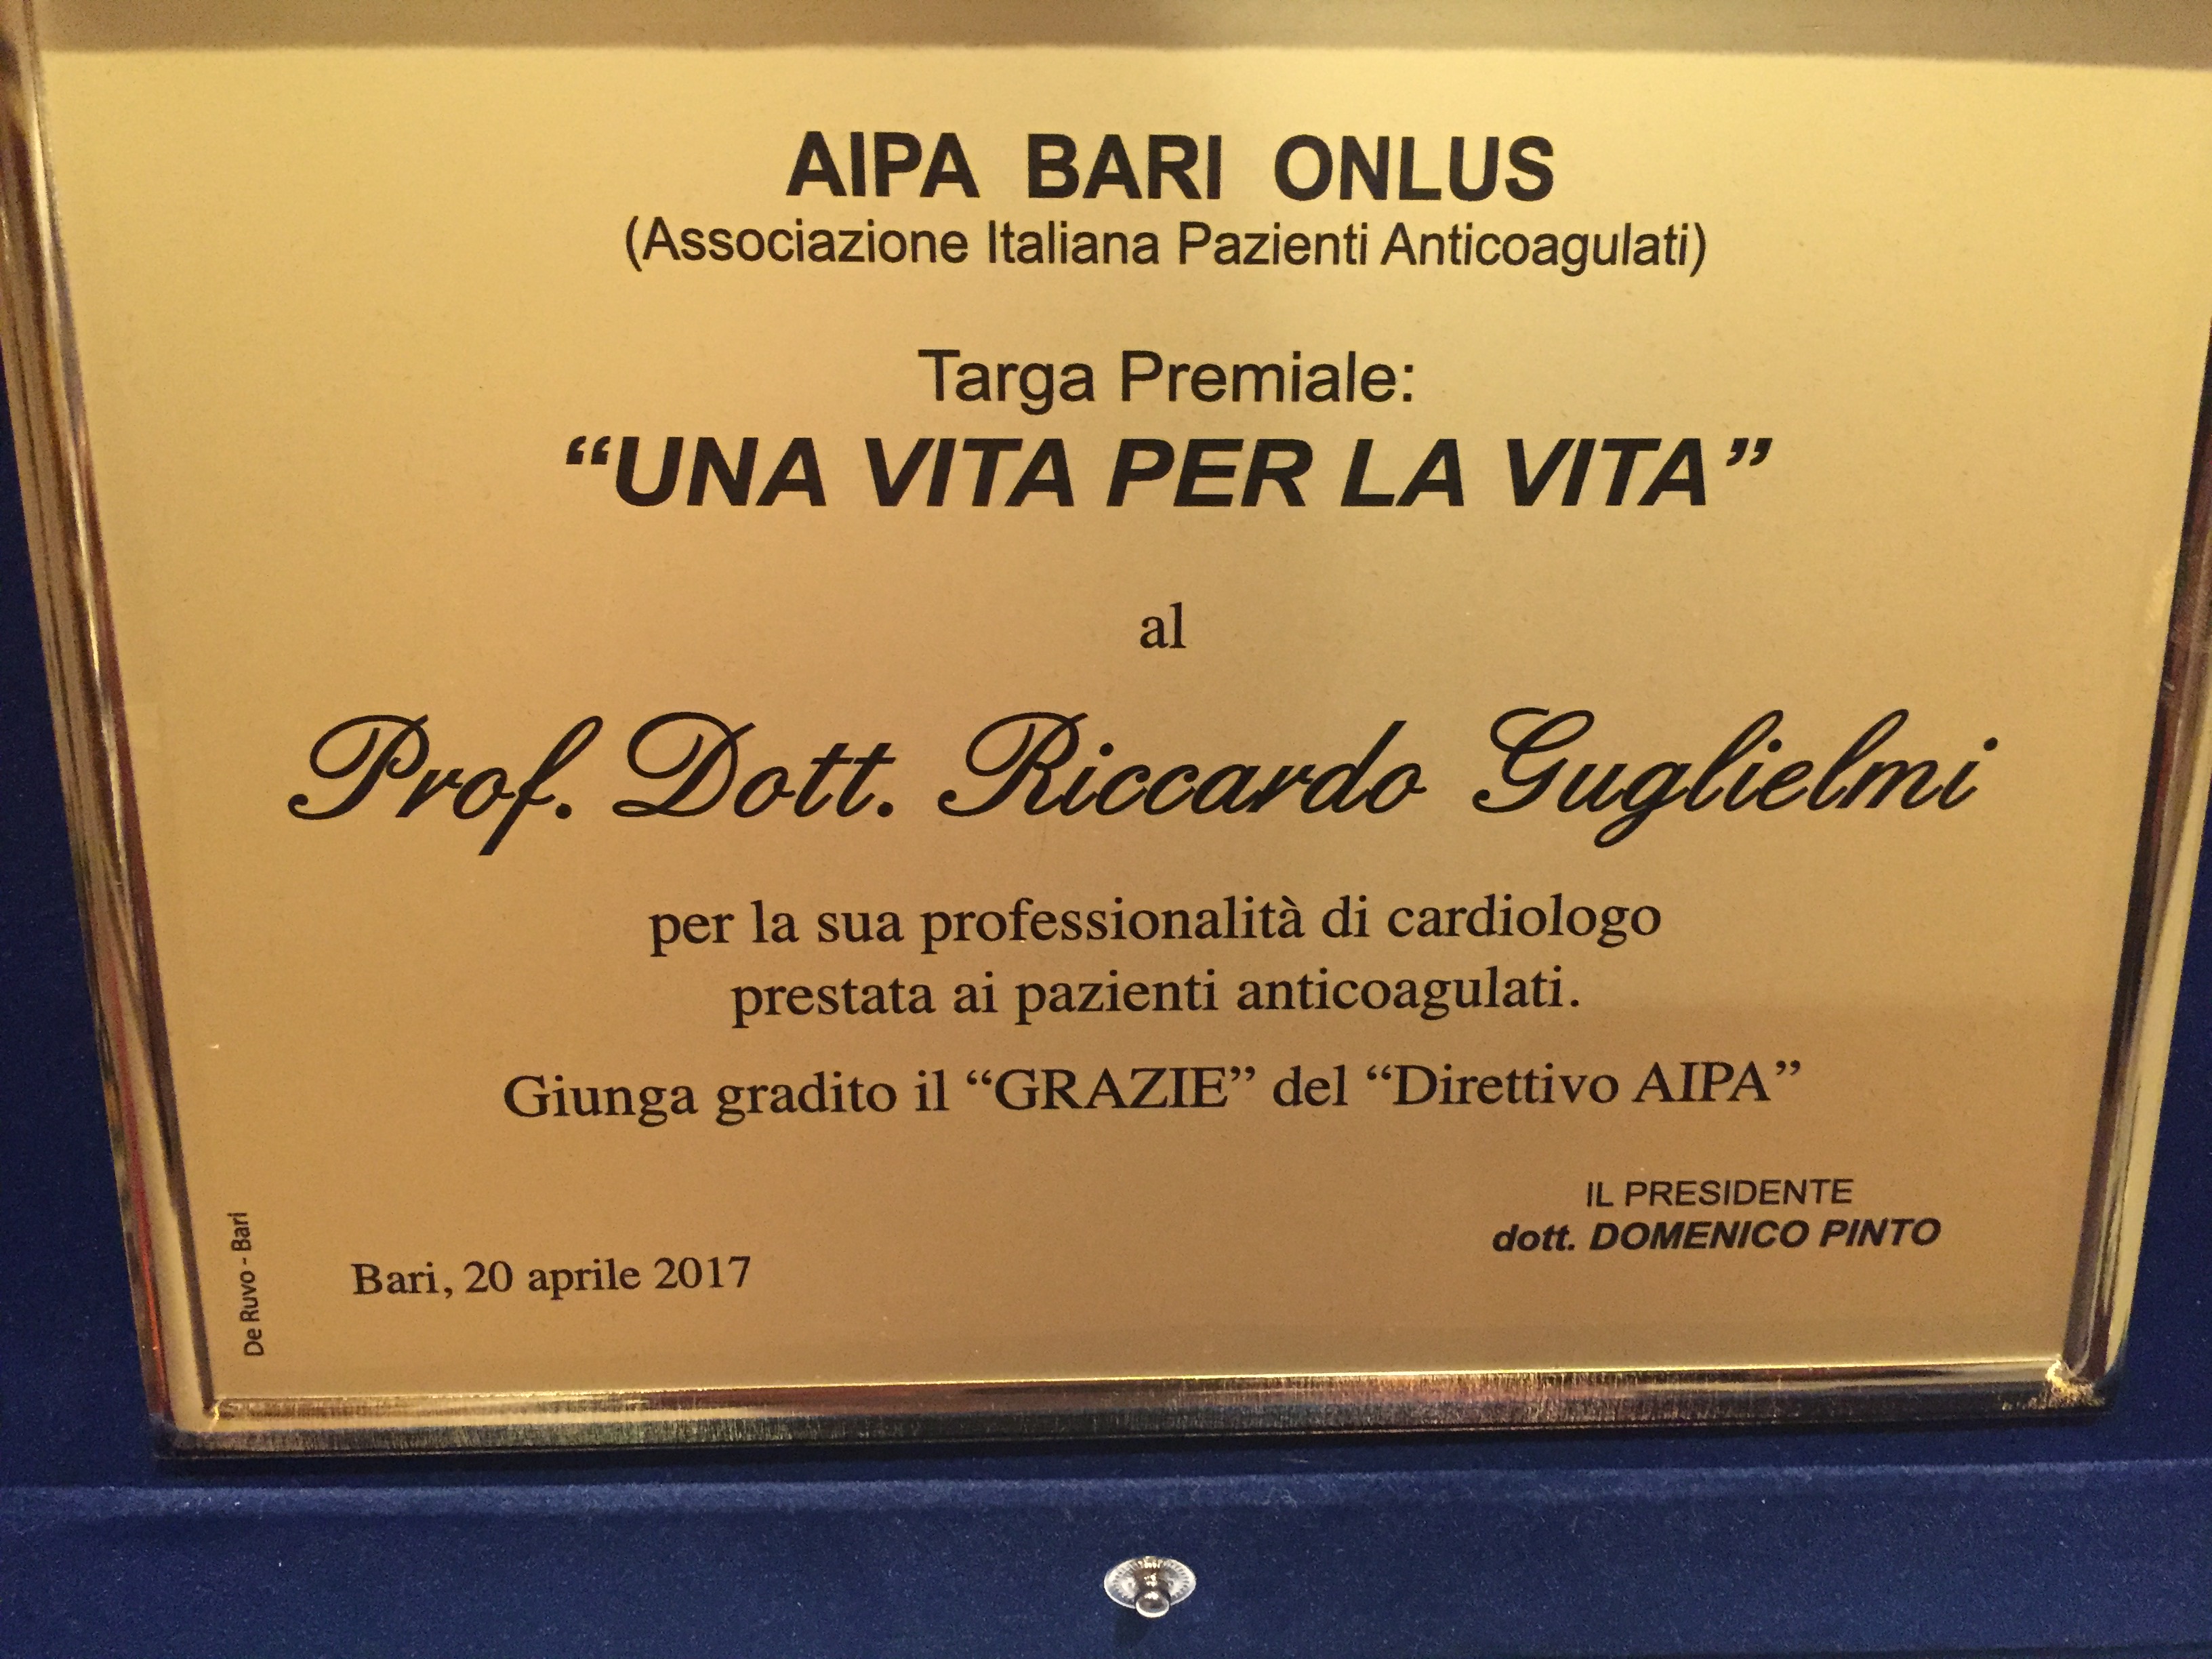 AIPA BARI ONLUS
(Associazione Italiana Pazienti Anticoagulati)
Targa Premiale:
“UNA VITA PER LA VITA”
al
Prof. Dott. Riccardo Guglielmi
per la sua professionalità di cardiologo
prestata ai pazienti anticoagulati.
Giunga gradito il “GRAZIE” del “Direttivo AIPA”
IL PRESIDENTE
dott. DOMENICO PINTO
Bari, 20 aprile 2017
De Ruvo - Bari